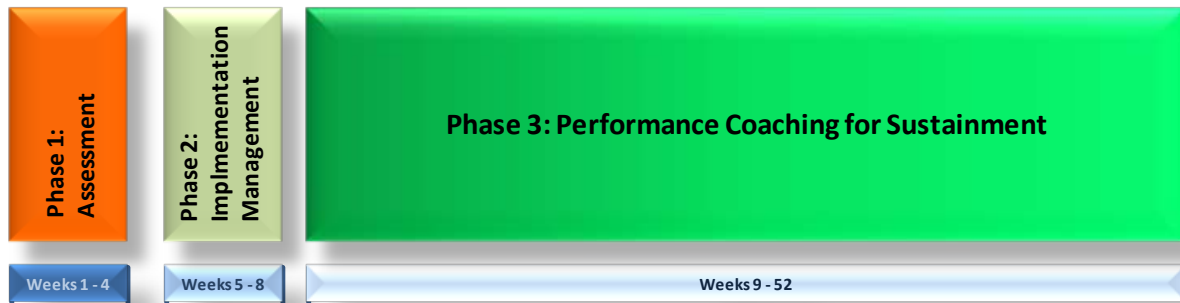 Phase 1:
Assessment
Phase 2:
Implmementation
Management
Phase 3: Performance Coaching for Sustainment
Weeks 1 - 4
Weeks 5 - 8
Weeks 9 - 52